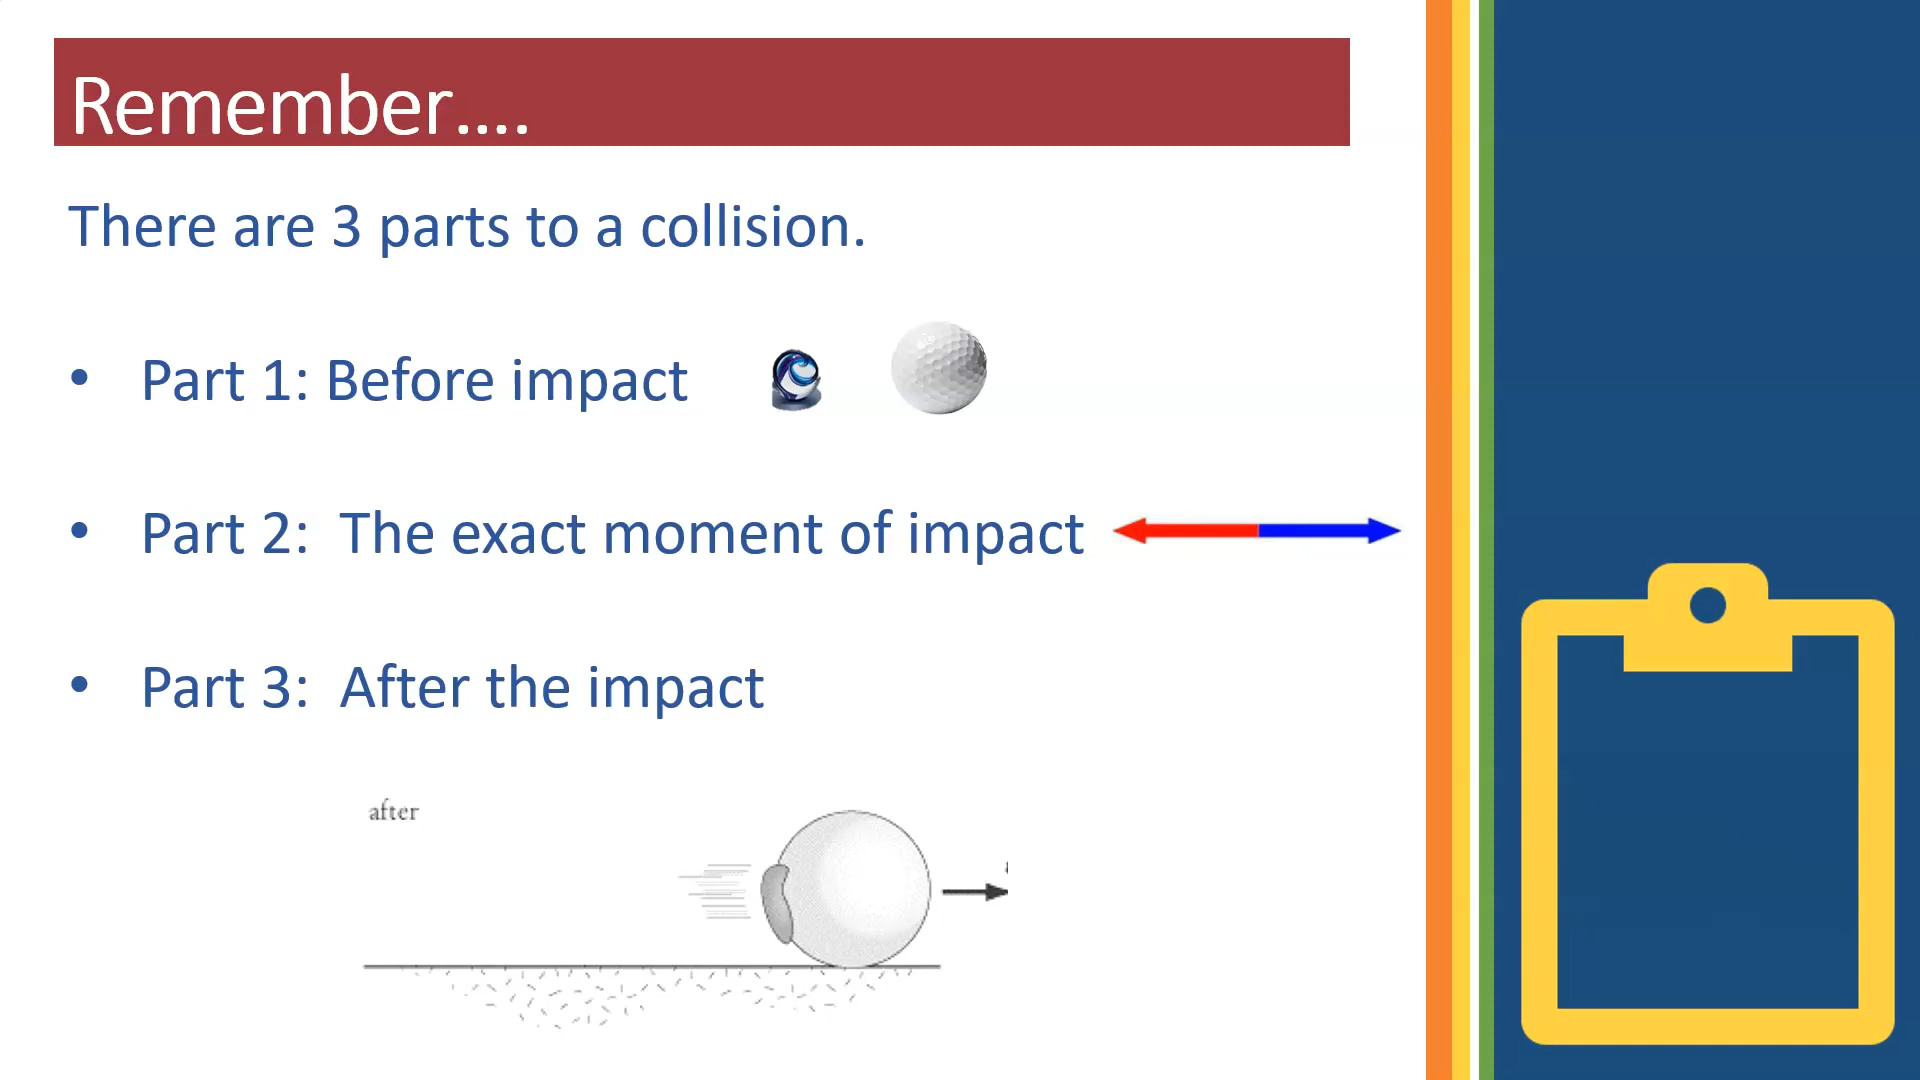 Remember....
There are 3 parts to a collision.
• Part 1: Before impact
• Part 2: The exact moment of impact
• Part 3: After the impact
after